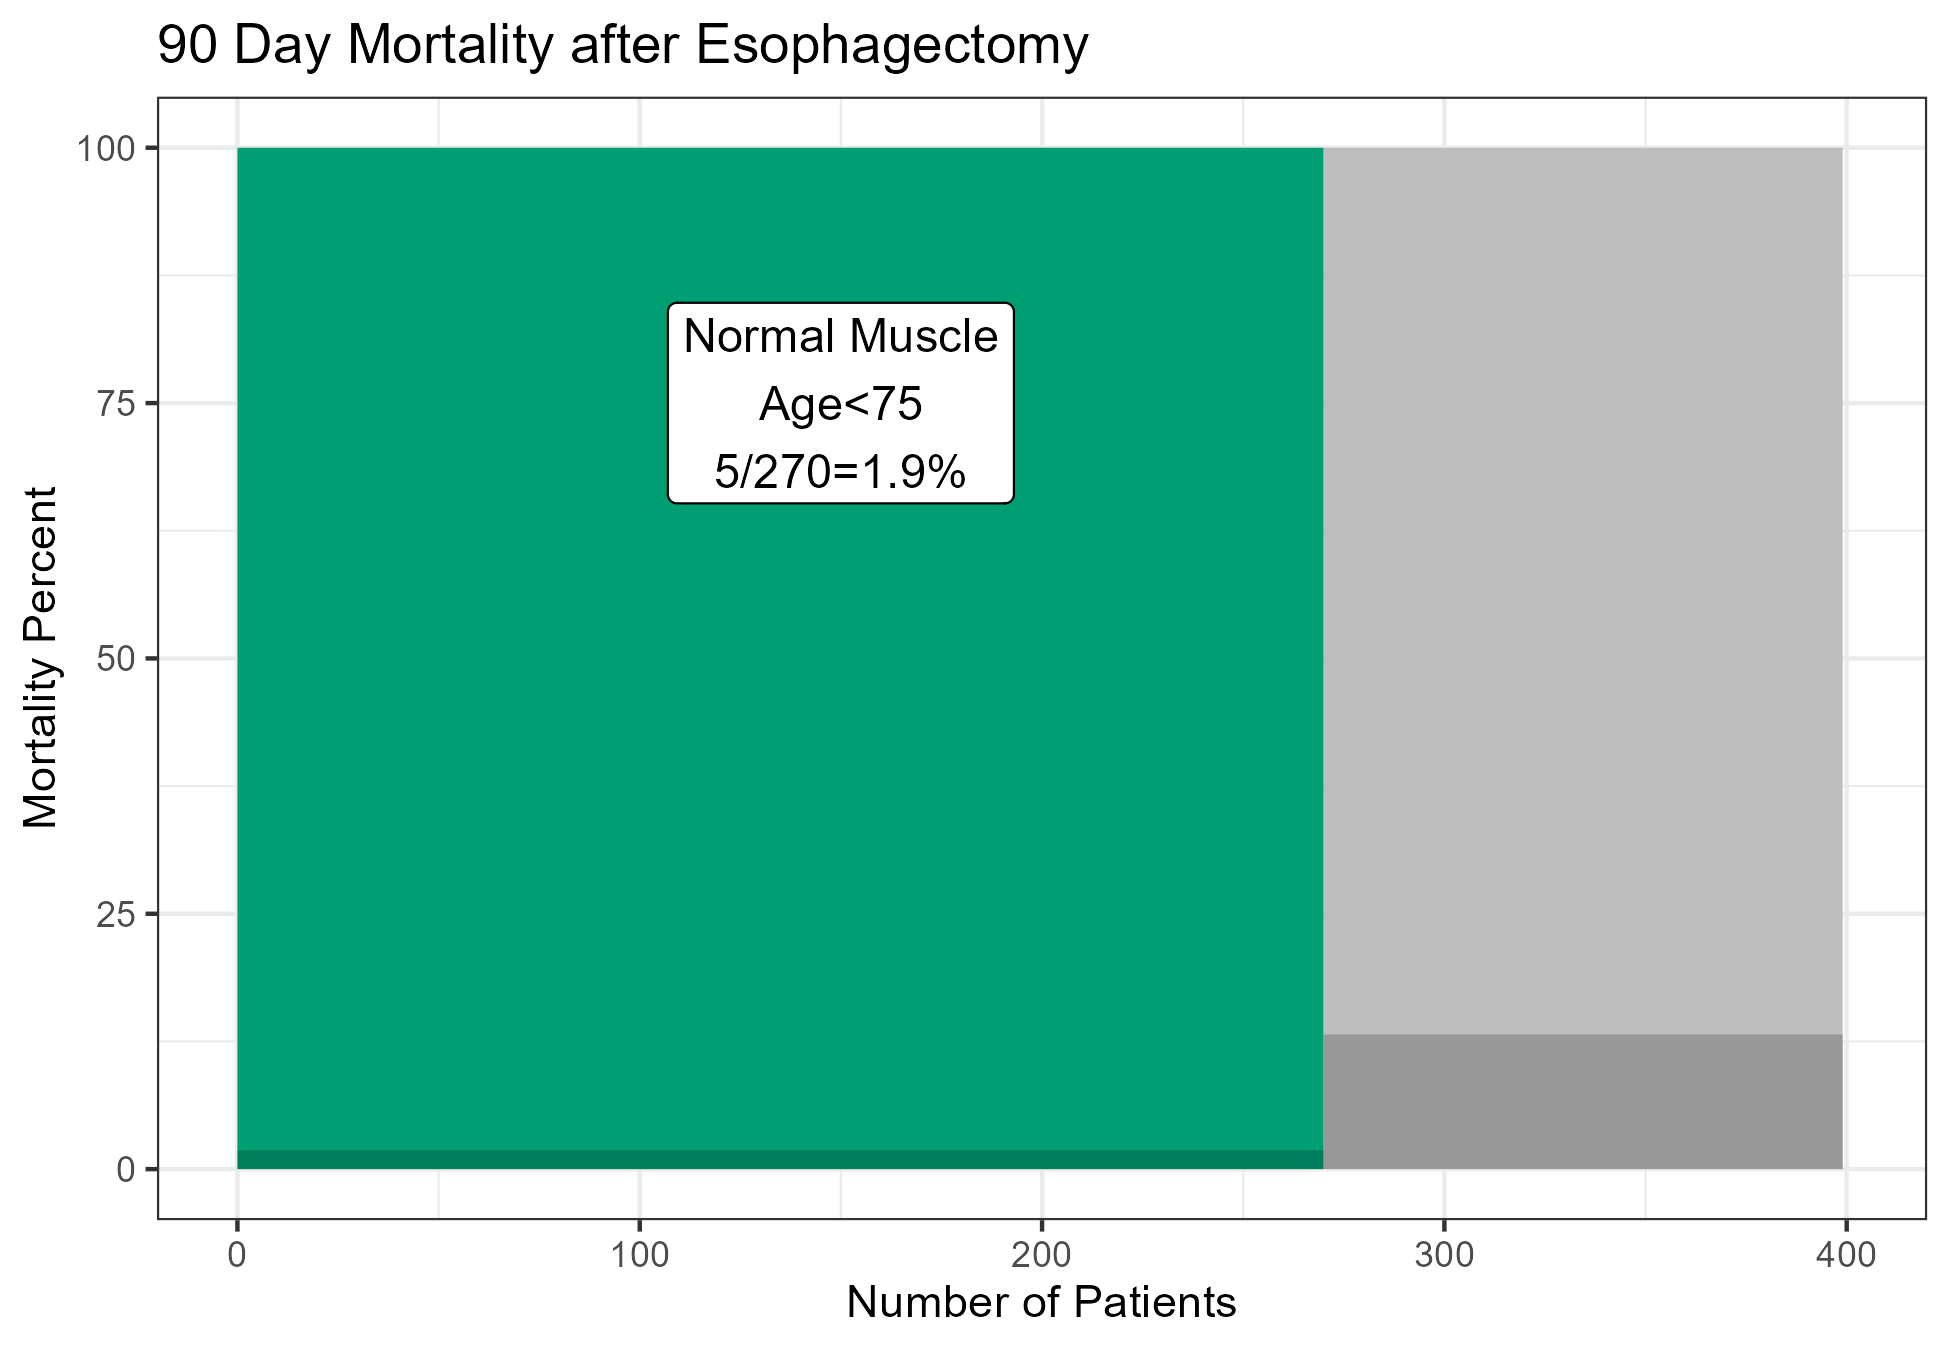 90 Day Mortality after Esophagectomy
Mortality Percent
100
75
50
25
0
Normal Muscle
Age<75
5/270=1.9%
0 100 200 300 400
Number of Patients